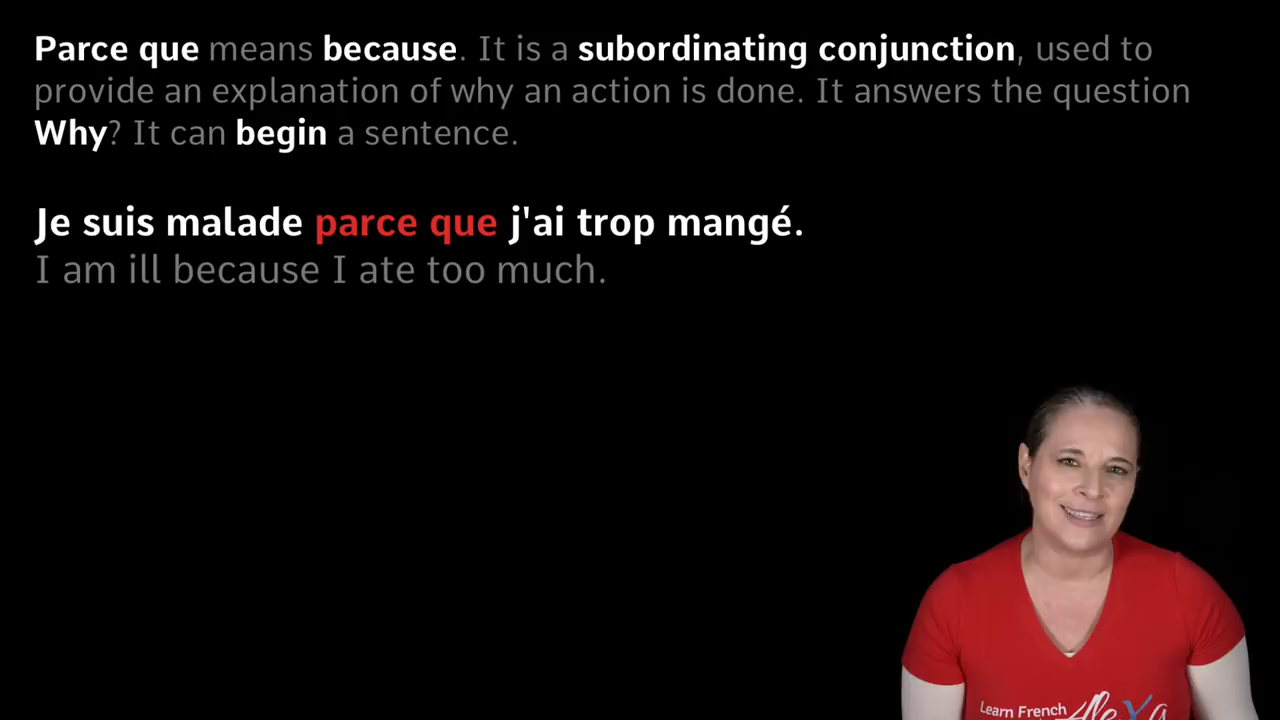 Parce que means because. It is a subordinating conjunction, used to
provide an explanation of why an action is done. It answers the question
Why? It can begin a sentence.
Je suis malade parce que j'ai trop mangé.
I am ill because I ate too much.
Learn French
Alexa